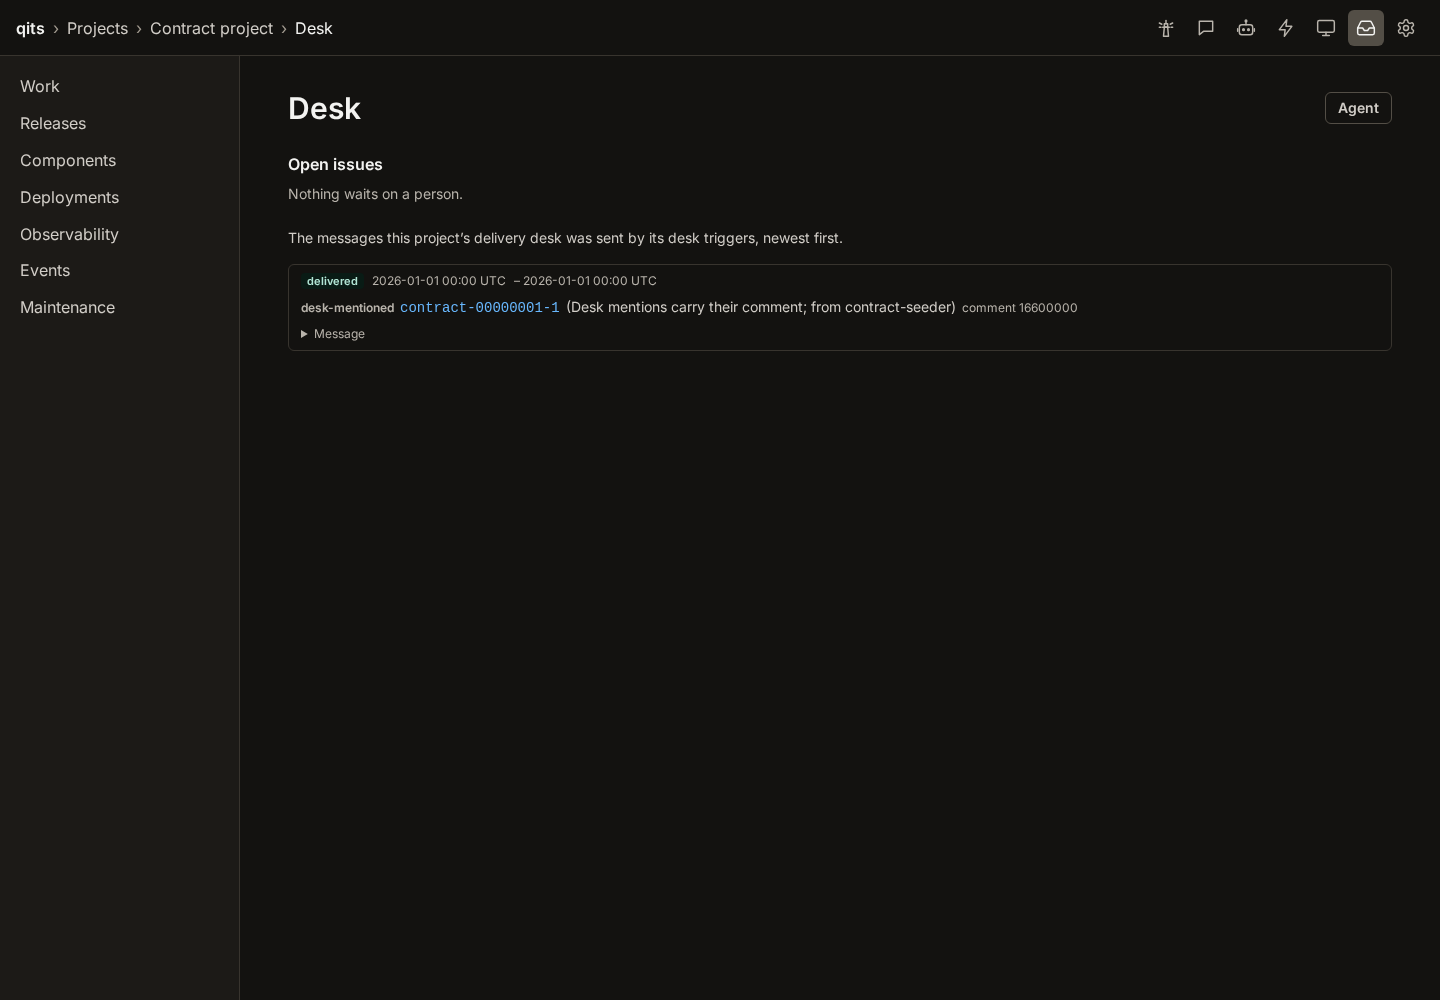 qits › Projects › Contract project › Desk
Work
Releases
Components
Deployments
Observability
Events
Maintenance
Desk
Agent
Open issues
Nothing waits on a person.
The messages this project’s delivery desk was sent by its desk triggers, newest first.
delivered 2026-01-01 00:00 UTC – 2026-01-01 00:00 UTC
desk-mentioned contract-00000001-1 (Desk mentions carry their comment; from contract-seeder) comment 16600000
Message